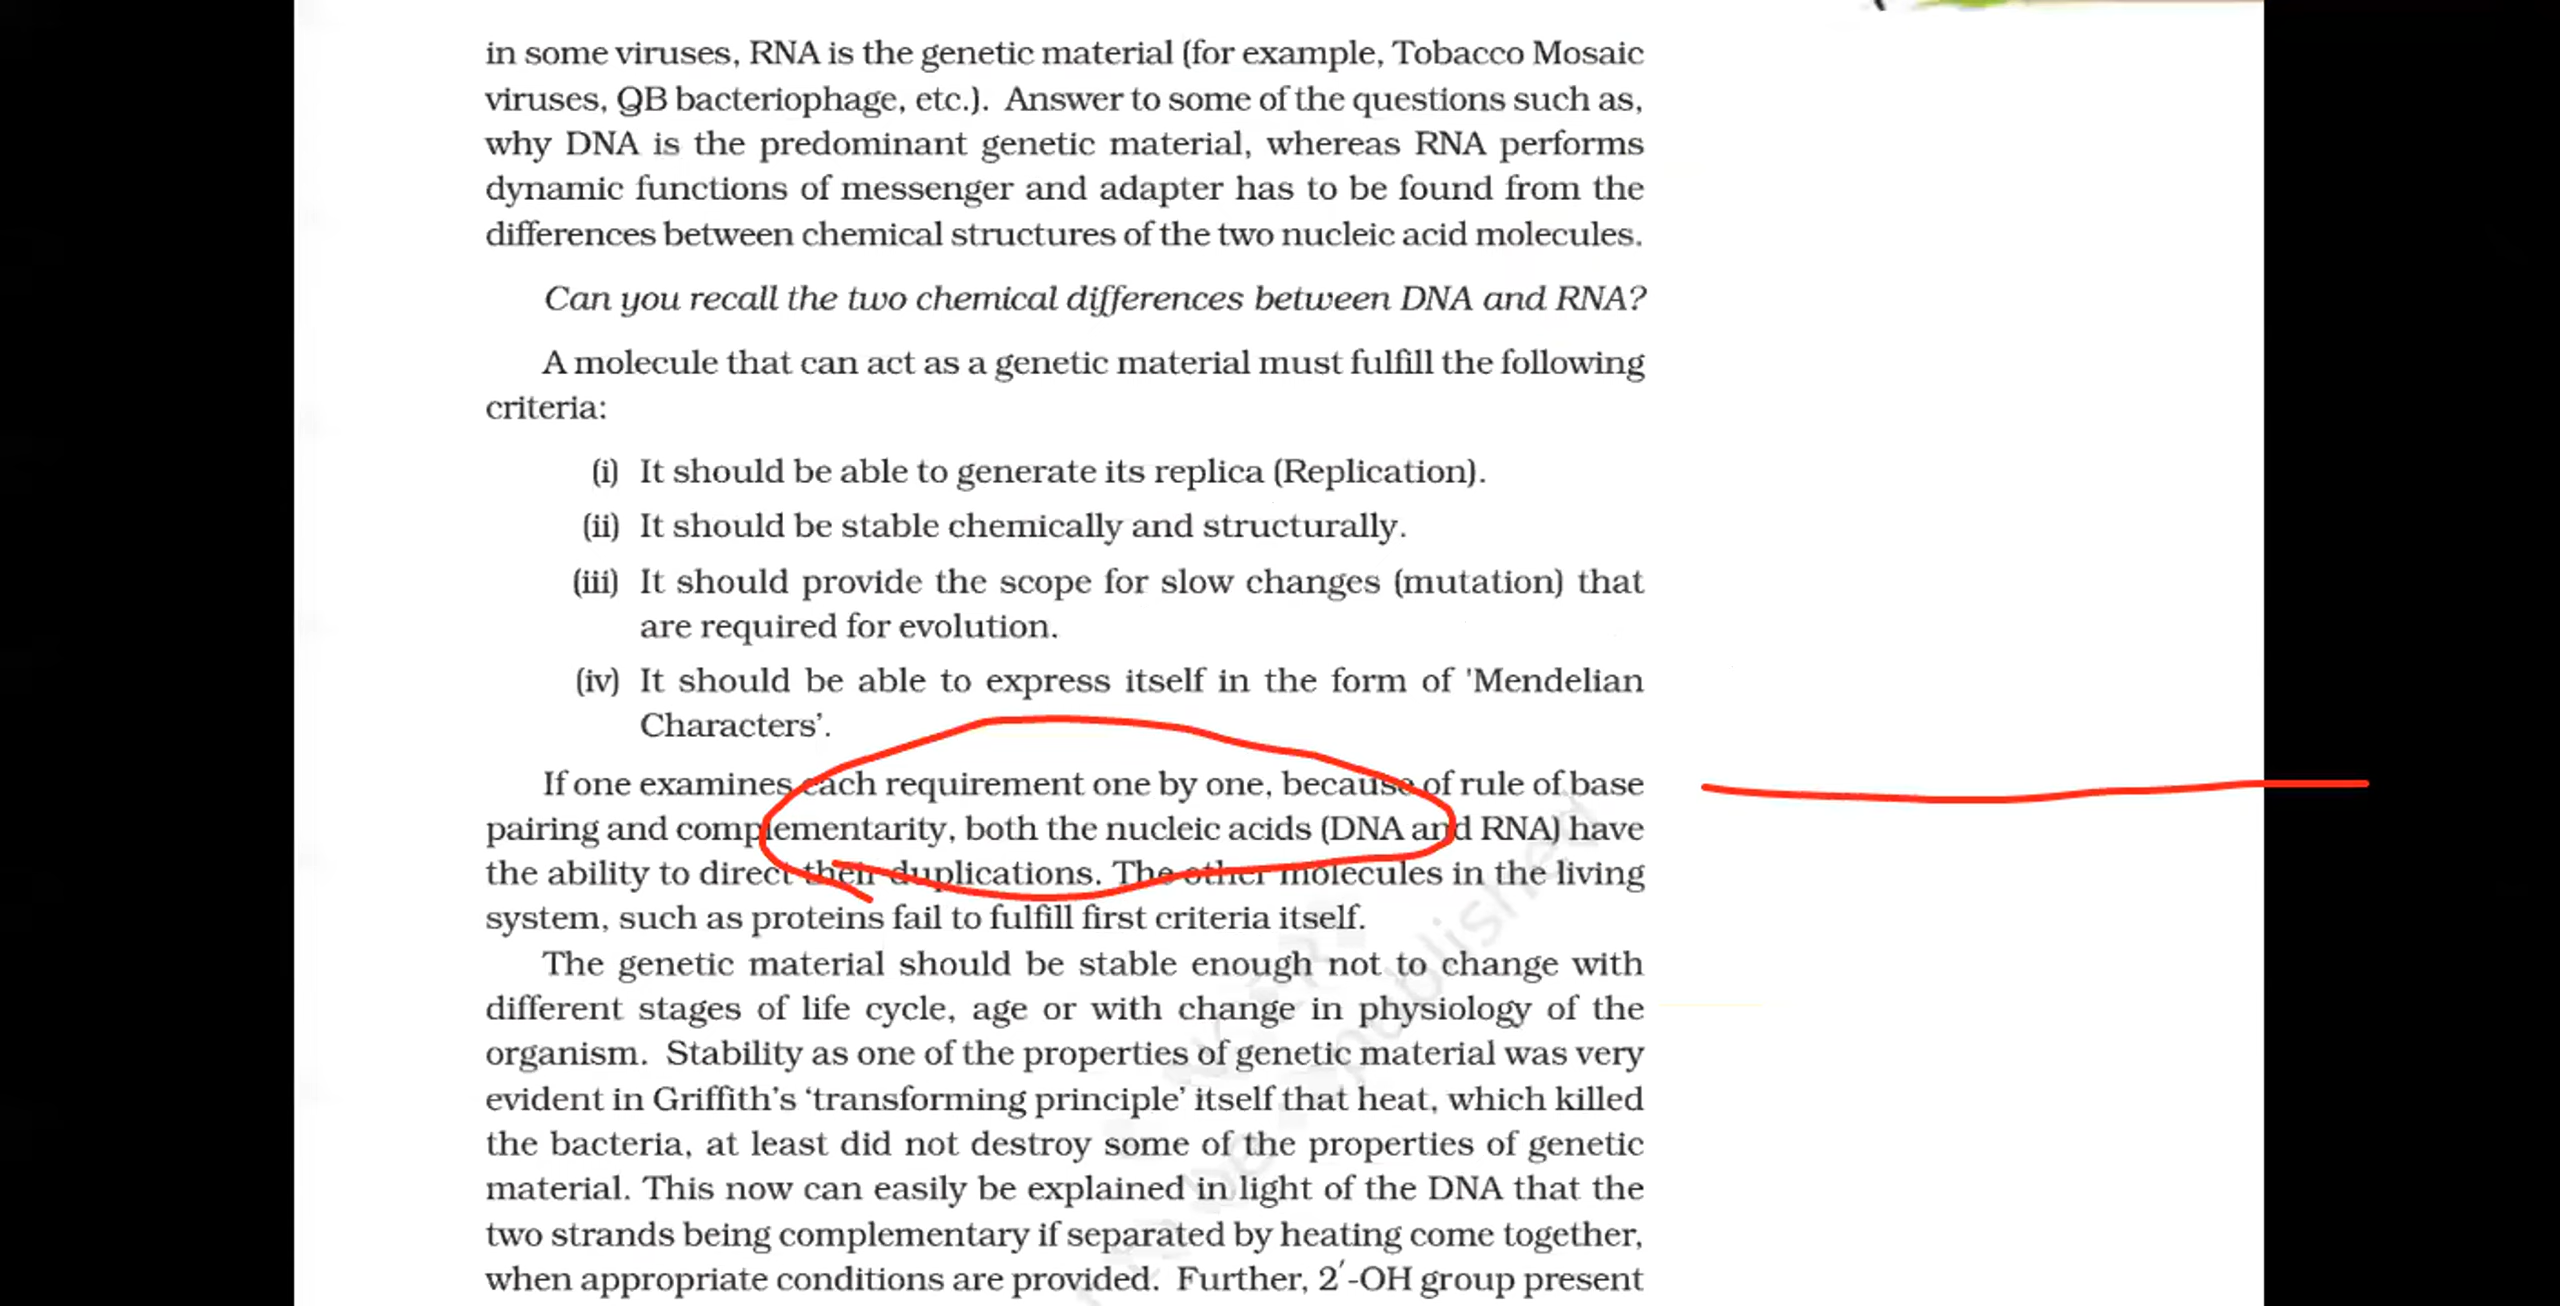 in some viruses, RNA is the genetic material (for example, Tobacco Mosaic
viruses, QB bacteriophage, etc.). Answer to some of the questions such as,
why DNA is the predominant genetic material, whereas RNA performs
dynamic functions of messenger and adapter has to be found from the
differences between chemical structures of the two nucleic acid molecules.
Can you recall the two chemical differences between DNA and RNA?
A molecule that can act as a genetic material must fulfill the following
criteria:
(i) It should be able to generate its replica (Replication).
(ii) It should be stable chemically and structurally.
(iii) It should provide the scope for slow changes (mutation) that
are required for evolution.
(iv) It should be able to express itself in the form of 'Mendelian
Characters’.
If one examines each requirement one by one, because of rule of base
pairing and complementarity, both the nucleic acids (DNA and RNA) have
the ability to direct their duplications. The other molecules in the living
system, such as proteins fail to fulfill first criteria itself.
The genetic material should be stable enough not to change with
different stages of life cycle, age or with change in physiology of the
organism. Stability as one of the properties of genetic material was very
evident in Griffith’s ‘transforming principle’ itself that heat, which killed
the bacteria, at least did not destroy some of the properties of genetic
material. This now can easily be explained in light of the DNA that the
two strands being complementary if separated by heating come together,
when appropriate conditions are provided. Further, 2′-OH group present